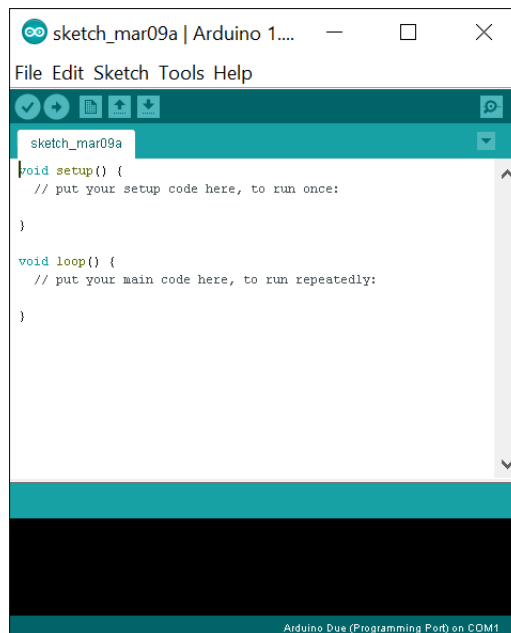 sketch_mar09a | Arduino 1....
File Edit Sketch Tools Help
sketch_mar09a
void setup() {
  // put your setup code here, to run once:
}
void loop() {
  // put your main code here, to run repeatedly:
}
Arduino Due (Programming Port) on COM1